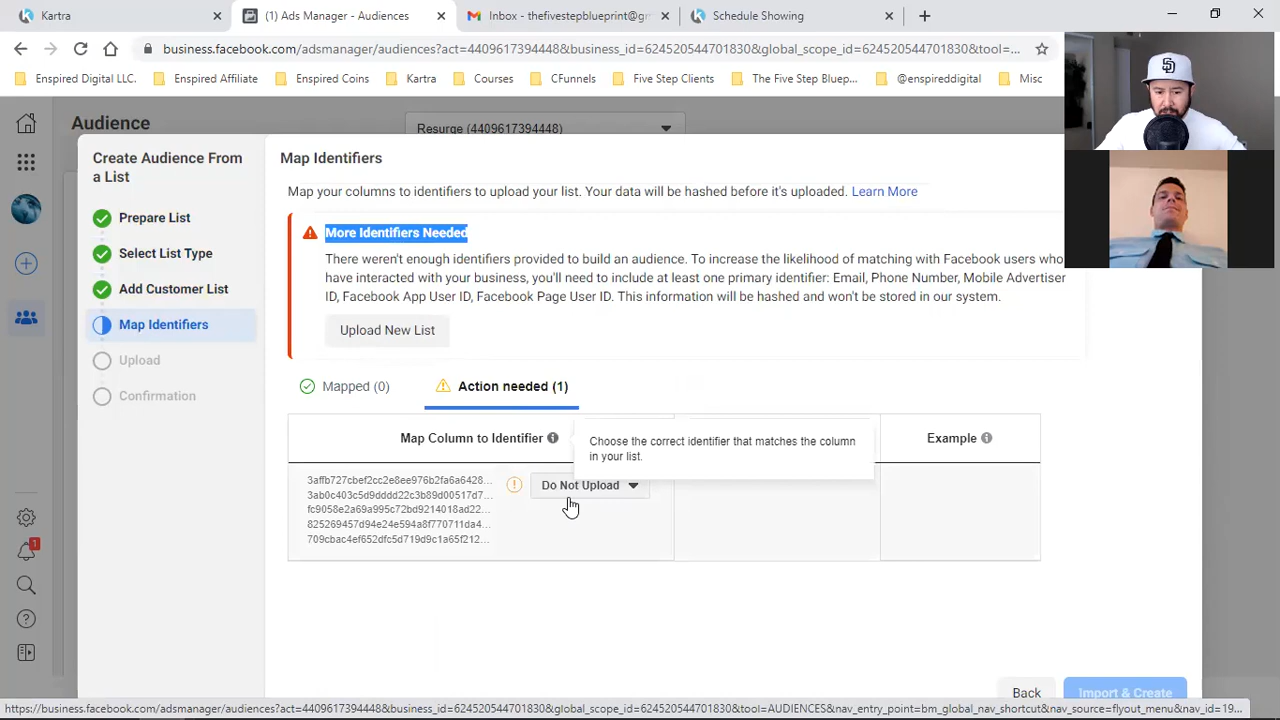 Kartra
(1) Ads Manager - Audiences
Inbox - thefivestepblueprint@gm
Schedule Showing
business.facebook.com/adsmanager/audiences?act=4409617394448&business_id=624520544701830&global_scope_id=624520544701830&tool=...
Enspired Digital LLC.
Enspired Affiliate
Enspired Coins
Kartra
Courses
CFunnels
Five Step Clients
The Five Step Bluep...
@enspireddigital
Misc
Audience
Resurge (4409617394448)
Create Audience From
a List
Prepare List
Select List Type
Add Customer List
Map Identifiers
Upload
Confirmation
Map Identifiers
Map your columns to identifiers to upload your list. Your data will be hashed before it's uploaded. Learn More
More Identifiers Needed
There weren't enough identifiers provided to build an audience. To increase the likelihood of matching with Facebook users who
have interacted with your business, you'll need to include at least one primary identifier: Email, Phone Number, Mobile Advertiser
ID, Facebook App User ID, Facebook Page User ID. This information will be hashed and won't be stored in our system.
Upload New List
Mapped (0)
Action needed (1)
Map Column to Identifier
Choose the correct identifier that matches the column
in your list.
Example
3affb727cbef2cc2e8ee976b2fa6a6428...
3ab0c403c5d9dddd22c3b89d00517d7...
fc9058e2a69a995c72bd9214018ad22...
825269457d94e24e594a8f770711da4...
709cbac4ef652dfc5d719d9c1a65f212...
Do Not Upload
1
Back
Import & Create
https://business.facebook.com/adsmanager/audiences?act=4409617394448&business_id=624520544701830&global_scope_id=624520544701830&tool=AUDIENCES&nav_entry_point=bm_global_nav_shortcut&nav_source=flyout_menu&nav_id=19...